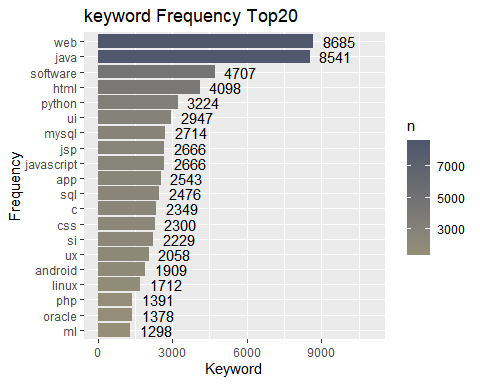 keyword Frequency Top20
web 8685
java 8541
software 4707
html 4098
python 3224
ui 2947
mysql 2714
jsp 2666
javascript 2666
app 2543
sql 2476
c 2349
css 2300
si 2229
ux 2058
android 1909
linux 1712
php 1391
oracle 1378
ml 1298
0 3000 6000 9000
Keyword
Frequency
n
7000
5000
3000